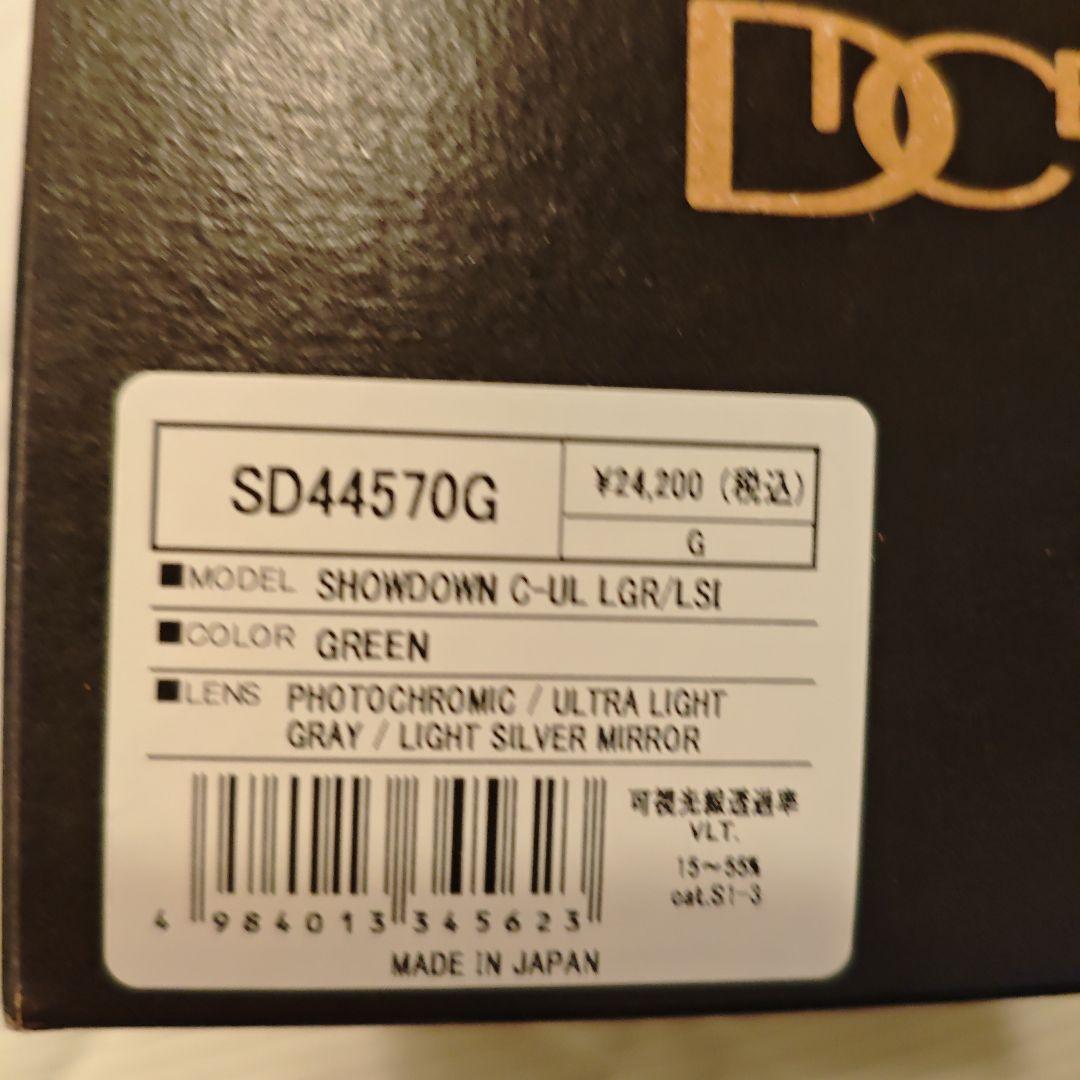 SD44570G
¥24,200 (税込)
G
■MODEL SHOWDOWN C-UL LGR/LSI
■COLOR GREEN
■LENS PHOTOCHROMIC / ULTRA LIGHT
GRAY / LIGHT SILVER MIRROR
可視光線透過率
VLT.
15～55%
cat.S1-3
4 984013 345623
MADE IN JAPAN